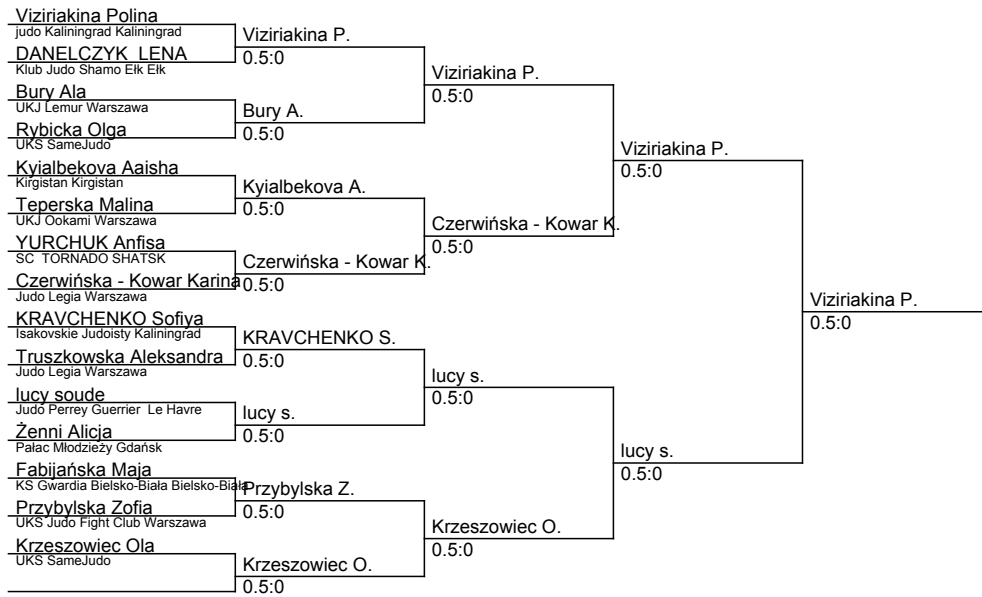 Viziriakina Polina
judo Kaliningrad Kaliningrad
DANELCZYK LENA
Klub Judo Shamo Ełk Ełk
Bury Ala
UKJ Lemur Warszawa
Rybicka Olga
UKS SameJudo
Kyialbekova Aaisha
Kirgistan Kirgistan
Teperska Malina
UKJ Ookami Warszawa
YURCHUK Anfisa
SC TORNADO SHATSK
Czerwińska - Kowar Karina
Judo Legia Warszawa
KRAVCHENKO Sofiya
Isakovskie Judoisty Kaliningrad
Truszkowska Aleksandra
Judo Legia Warszawa
lucy soude
Judo Perrey Guerrier Le Havre
Żenni Alicja
Pałac Młodzieży Gdańsk
Fabijańska Maja
KS Gwardia Bielsko-Biała Bielsko-Biała
Przybylska Zofia
UKS Judo Fight Club Warszawa
Krzeszowiec Ola
UKS SameJudo
Viziriakina P.
0.5:0
Bury A.
0.5:0
Kyialbekova A.
0.5:0
Czerwińska - Kowar K.
0.5:0
KRAVCHENKO S.
0.5:0
lucy s.
0.5:0
Przybylska Z.
0.5:0
Krzeszowiec O.
0.5:0
Viziriakina P.
0.5:0
Czerwińska - Kowar K.
0.5:0
lucy s.
0.5:0
Krzeszowiec O.
0.5:0
Viziriakina P.
0.5:0
lucy s.
0.5:0
Viziriakina P.
0.5:0